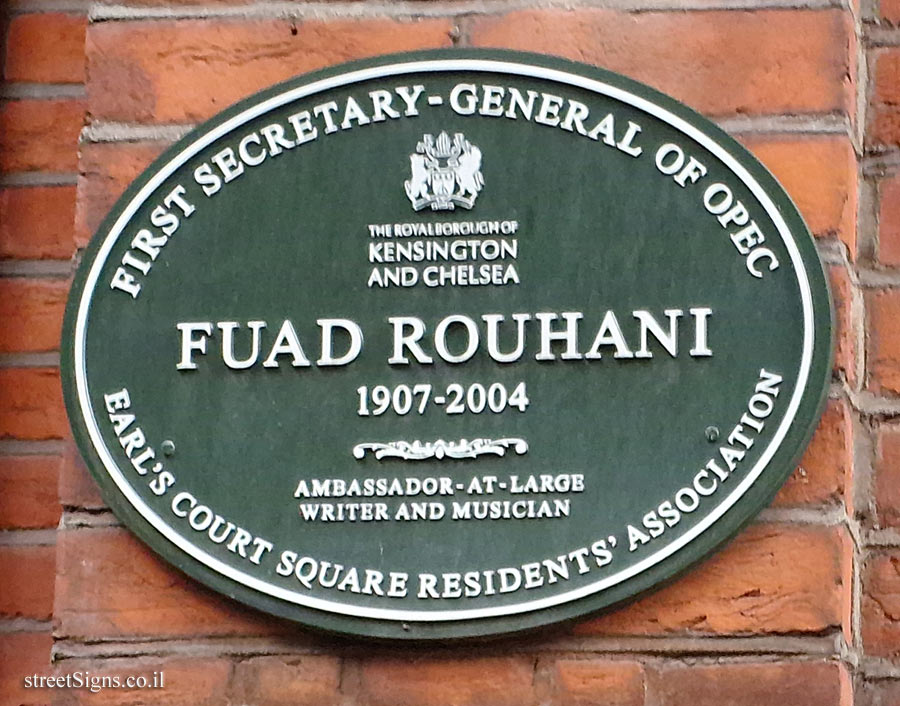 FIRST SECRETARY-GENERAL OF OPEC
THE ROYAL BOROUGH OF
KENSINGTON
AND CHELSEA
FUAD ROUHANI
1907-2004
AMBASSADOR-AT-LARGE
WRITER AND MUSICIAN
EARL'S COURT SQUARE RESIDENTS' ASSOCIATION
streetSigns.co.il